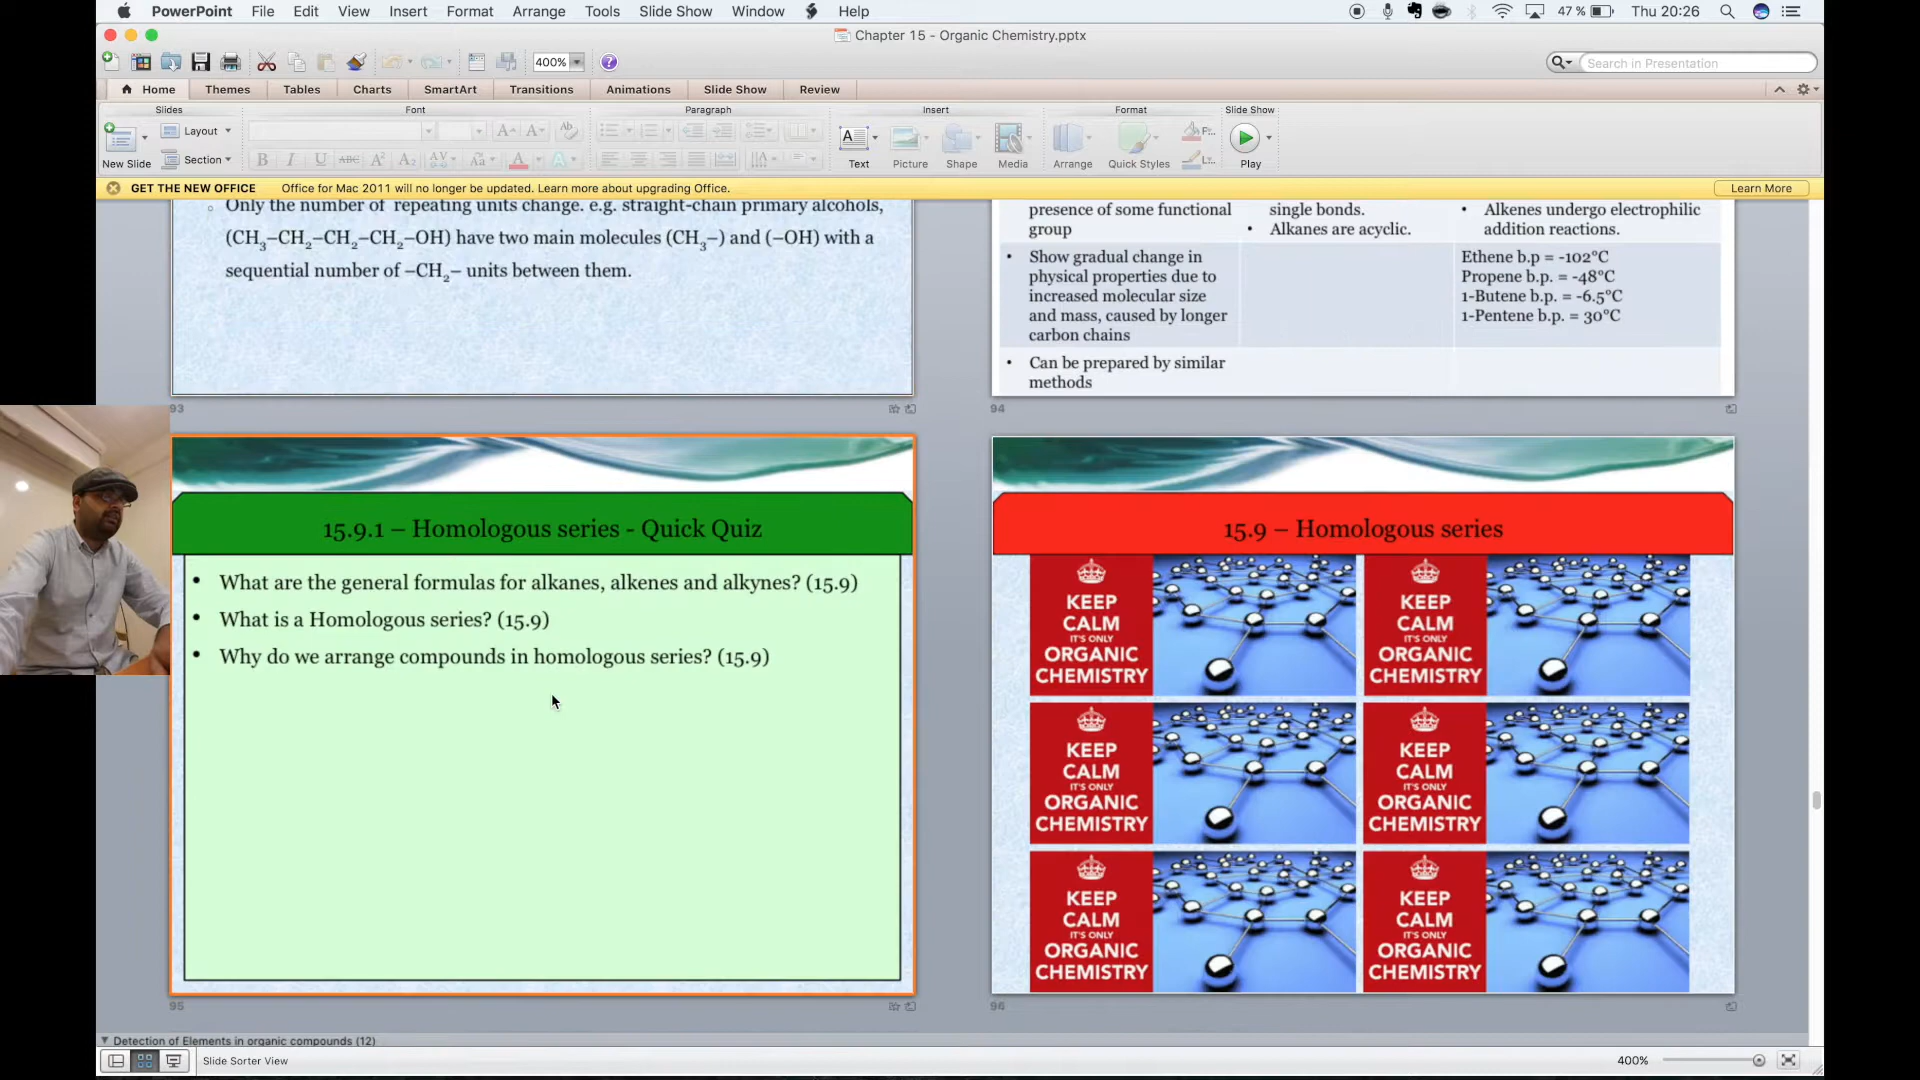 PowerPoint File Edit View Insert Format Arrange Tools Slide Show Window Help
47 % Thu 20:26
Chapter 15 - Organic Chemistry.pptx
400%
Search in Presentation
Home Themes Tables Charts SmartArt Transitions Animations Slide Show Review
Slides Font Paragraph Insert Format Slide Show
Layout
Section
New Slide
Text Picture Shape Media Arrange Quick Styles Play
GET THE NEW OFFICE Office for Mac 2011 will no longer be updated. Learn more about upgrading Office. Learn More
Only the number of repeating units change. e.g. straight-chain primary alcohols,
(CH3–CH2–CH2–CH2–OH) have two main molecules (CH3–) and (–OH) with a
sequential number of –CH2– units between them.
93
presence of some functional
group
single bonds.
• Alkanes are acyclic.
• Alkenes undergo electrophilic
addition reactions.
• Show gradual change in
physical properties due to
increased molecular size
and mass, caused by longer
carbon chains
Ethene b.p = -102°C
Propene b.p. = -48°C
1-Butene b.p. = -6.5°C
1-Pentene b.p. = 30°C
• Can be prepared by similar
methods
94
15.9.1 – Homologous series - Quick Quiz
• What are the general formulas for alkanes, alkenes and alkynes? (15.9)
• What is a Homologous series? (15.9)
• Why do we arrange compounds in homologous series? (15.9)
95
15.9 – Homologous series
KEEP
CALM
IT'S ONLY
ORGANIC
CHEMISTRY
KEEP
CALM
IT'S ONLY
ORGANIC
CHEMISTRY
KEEP
CALM
IT'S ONLY
ORGANIC
CHEMISTRY
KEEP
CALM
IT'S ONLY
ORGANIC
CHEMISTRY
KEEP
CALM
IT'S ONLY
ORGANIC
CHEMISTRY
KEEP
CALM
IT'S ONLY
ORGANIC
CHEMISTRY
96
Detection of Elements in organic compounds (12)
Slide Sorter View
400%